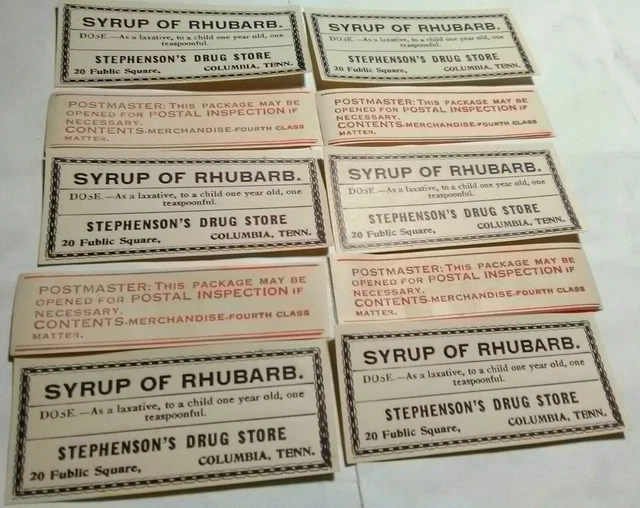 SYRUP OF RHUBARB.
DOSE.—As a laxative, to a child one year old, one
teaspoonful.
STEPHENSON'S DRUG STORE
20 Fublic Square, COLUMBIA, TENN.
SYRUP OF RHUBARB.
DOSE.—As a laxative, to a child one year old, one
teaspoonful.
STEPHENSON'S DRUG STORE
20 Fublic Square, COLUMBIA, TENN.
POSTMASTER: THIS PACKAGE MAY BE
OPENED FOR POSTAL INSPECTION IF
NECESSARY.
CONTENTS-MERCHANDISE-FOURTH CLASS
MATTER.
POSTMASTER: THIS PACKAGE MAY BE
OPENED FOR POSTAL INSPECTION IF
NECESSARY.
CONTENTS-MERCHANDISE-FOURTH CLASS
MATTER.
SYRUP OF RHUBARB.
DOSE.—As a laxative, to a child one year old, one
teaspoonful.
STEPHENSON'S DRUG STORE
20 Fublic Square, COLUMBIA, TENN.
SYRUP OF RHUBARB.
DOSE.—As a laxative, to a child one year old, one
teaspoonful.
STEPHENSON'S DRUG STORE
20 Fublic Square, COLUMBIA, TENN.
POSTMASTER: THIS PACKAGE MAY BE
OPENED FOR POSTAL INSPECTION IF
NECESSARY.
CONTENTS-MERCHANDISE-FOURTH CLASS
MATTER.
POSTMASTER: THIS PACKAGE MAY BE
OPENED FOR POSTAL INSPECTION IF
NECESSARY.
CONTENTS-MERCHANDISE-FOURTH CLASS
MATTER.
SYRUP OF RHUBARB.
DOSE.—As a laxative, to a child one year old, one
teaspoonful.
STEPHENSON'S DRUG STORE
20 Fublic Square, COLUMBIA, TENN.
SYRUP OF RHUBARB.
DOSE.—As a laxative, to a child one year old, one
teaspoonful.
STEPHENSON'S DRUG STORE
20 Fublic Square, COLUMBIA, TENN.